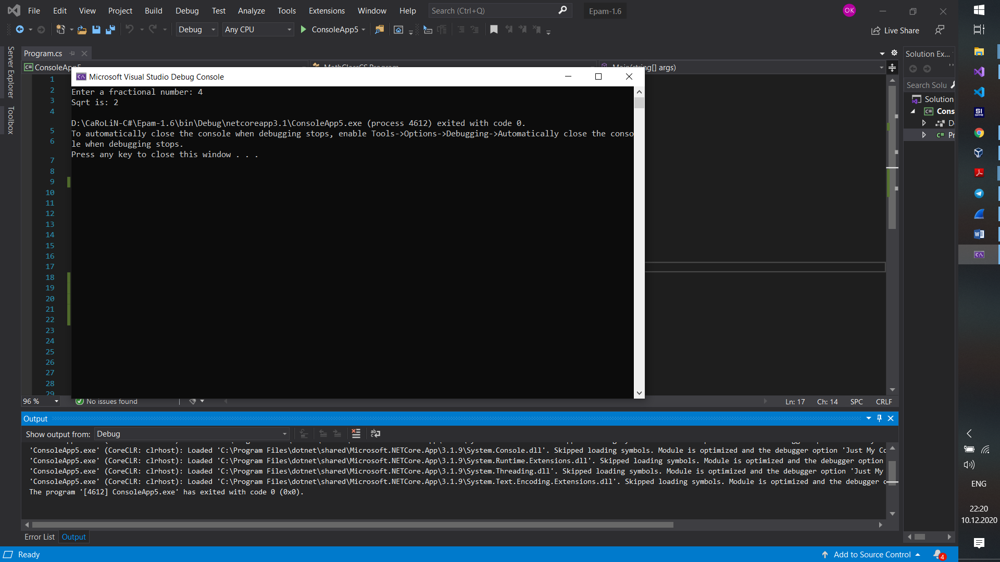 File Edit View Project Build Debug Test Analyze Tools Extensions Window Help Search (Ctrl+Q) Epam-1.6 OK
Debug Any CPU ConsoleApp5 Live Share
Server Explorer
Toolbox
Program.cs
Solution Ex...
ConsoleApp5 MathClassCS.Program Main(string[] args)
Search Solu
Solution
Cons
D
C# Pr
Microsoft Visual Studio Debug Console
Enter a fractional number: 4
Sqrt is: 2
D:\CaRoLiN-C#\Epam-1.6\bin\Debug\netcoreapp3.1\ConsoleApp5.exe (process 4612) exited with code 0.
To automatically close the console when debugging stops, enable Tools->Options->Debugging->Automatically close the conso
le when debugging stops.
Press any key to close this window . . .
1
2
3
4
5
6
7
8
9
10
11
12
13
14
15
16
17
18
19
20
21
22
23
24
25
26
27
28
29
96 % No issues found Ln: 17 Ch: 14 SPC CRLF
Output
Show output from: Debug
'ConsoleApp5.exe' (CoreCLR: clrhost): Loaded 'C:\Program Files\dotnet\shared\Microsoft.NETCore.App\3.1.9\System.Console.dll'. Skipped loading symbols. Module is optimized and the debugger option 'Just My Co
'ConsoleApp5.exe' (CoreCLR: clrhost): Loaded 'C:\Program Files\dotnet\shared\Microsoft.NETCore.App\3.1.9\System.Runtime.Extensions.dll'. Skipped loading symbols. Module is optimized and the debugger option
'ConsoleApp5.exe' (CoreCLR: clrhost): Loaded 'C:\Program Files\dotnet\shared\Microsoft.NETCore.App\3.1.9\System.Threading.dll'. Skipped loading symbols. Module is optimized and the debugger option 'Just My
'ConsoleApp5.exe' (CoreCLR: clrhost): Loaded 'C:\Program Files\dotnet\shared\Microsoft.NETCore.App\3.1.9\System.Text.Encoding.Extensions.dll'. Skipped loading symbols. Module is optimized and the debugger
The program '[4612] ConsoleApp5.exe' has exited with code 0 (0x0).
Error List Output
Ready Add to Source Control 4
SI
GAME
ENG
22:20
10.12.2020